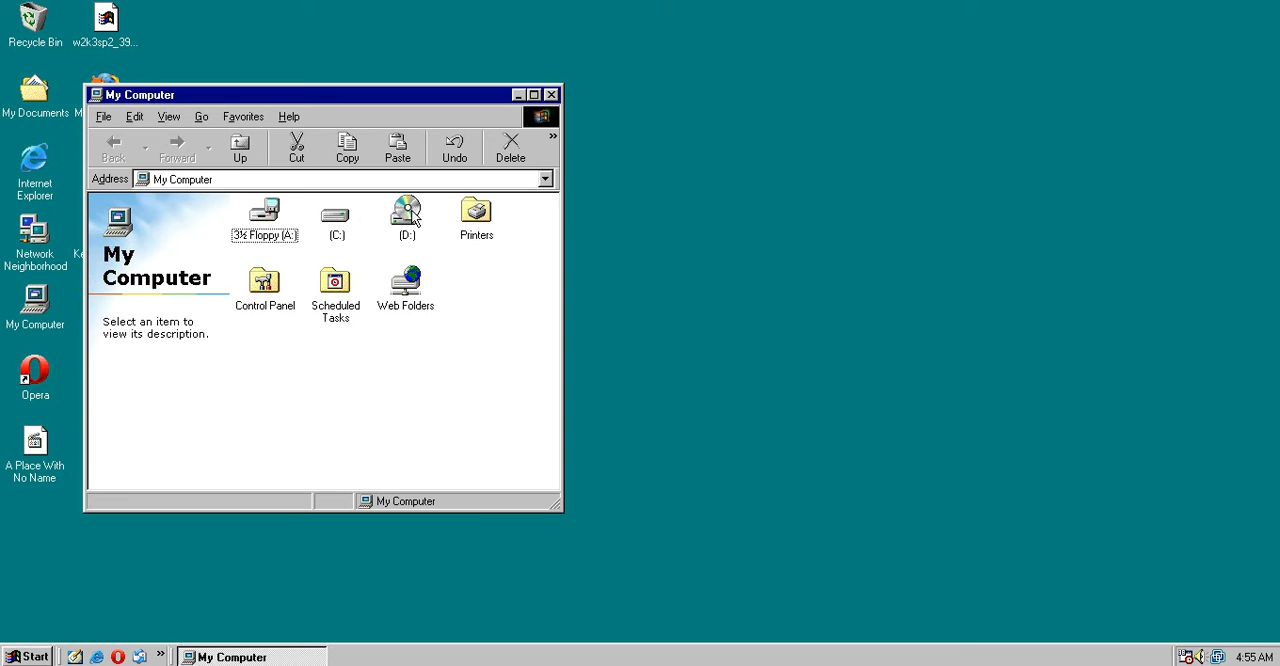 Recycle Bin
w2k3sp2_39...
My Documents
M
Internet
Explorer
Network
Neighborhood
Ke
My Computer
Opera
A Place With
No Name
My Computer
File Edit View Go Favorites Help
Back Forward Up Cut Copy Paste Undo Delete »
Address My Computer
My
Computer
Select an item to
view its description.
3½ Floppy (A:) (C:) (D:) Printers
Control Panel Scheduled
Tasks Web Folders
My Computer
Start » My Computer 4:55 AM